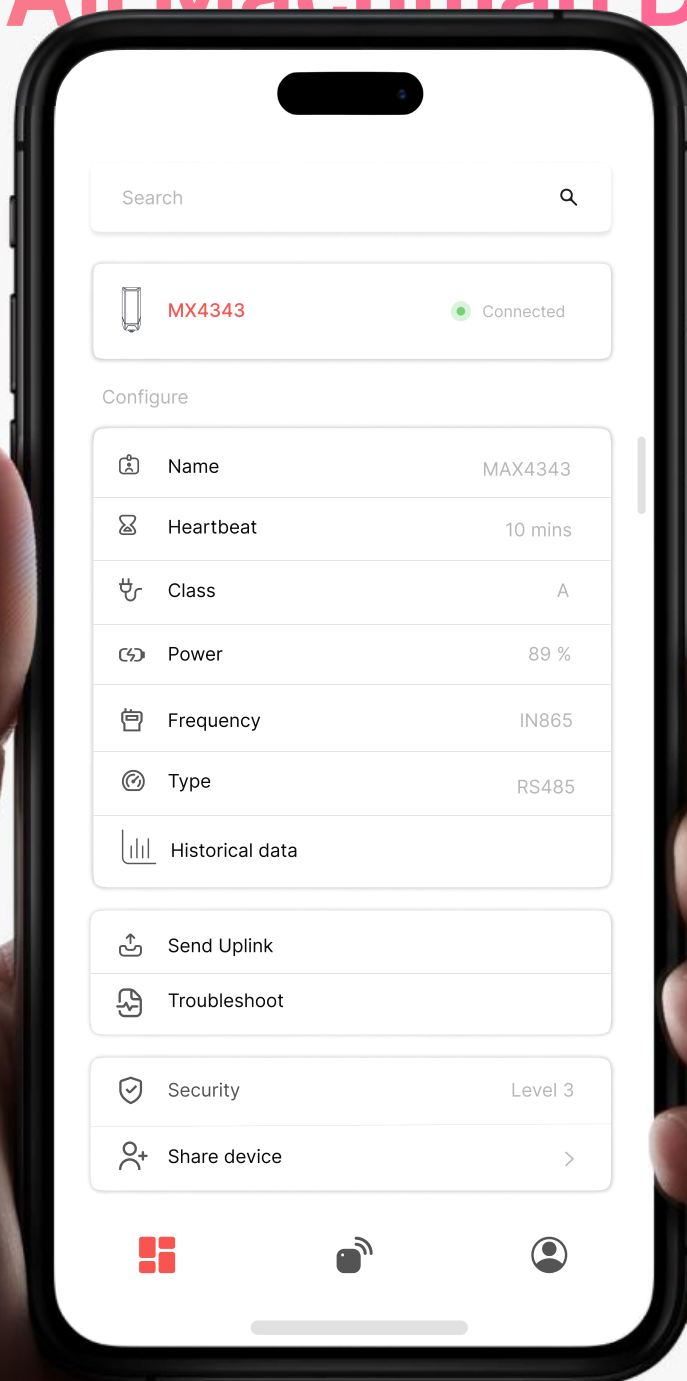 Search
MX4343 Connected
Configure
Name MAX4343
Heartbeat 10 mins
Class A
Power 89 %
Frequency IN865
Type RS485
Historical data
Send Uplink
Troubleshoot
Security Level 3
Share device